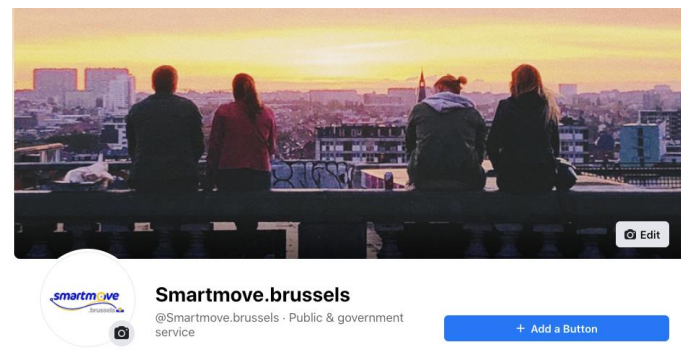 Edit
smartmove
.brussels
Smartmove.brussels
@Smartmove.brussels · Public & government
service
+ Add a Button